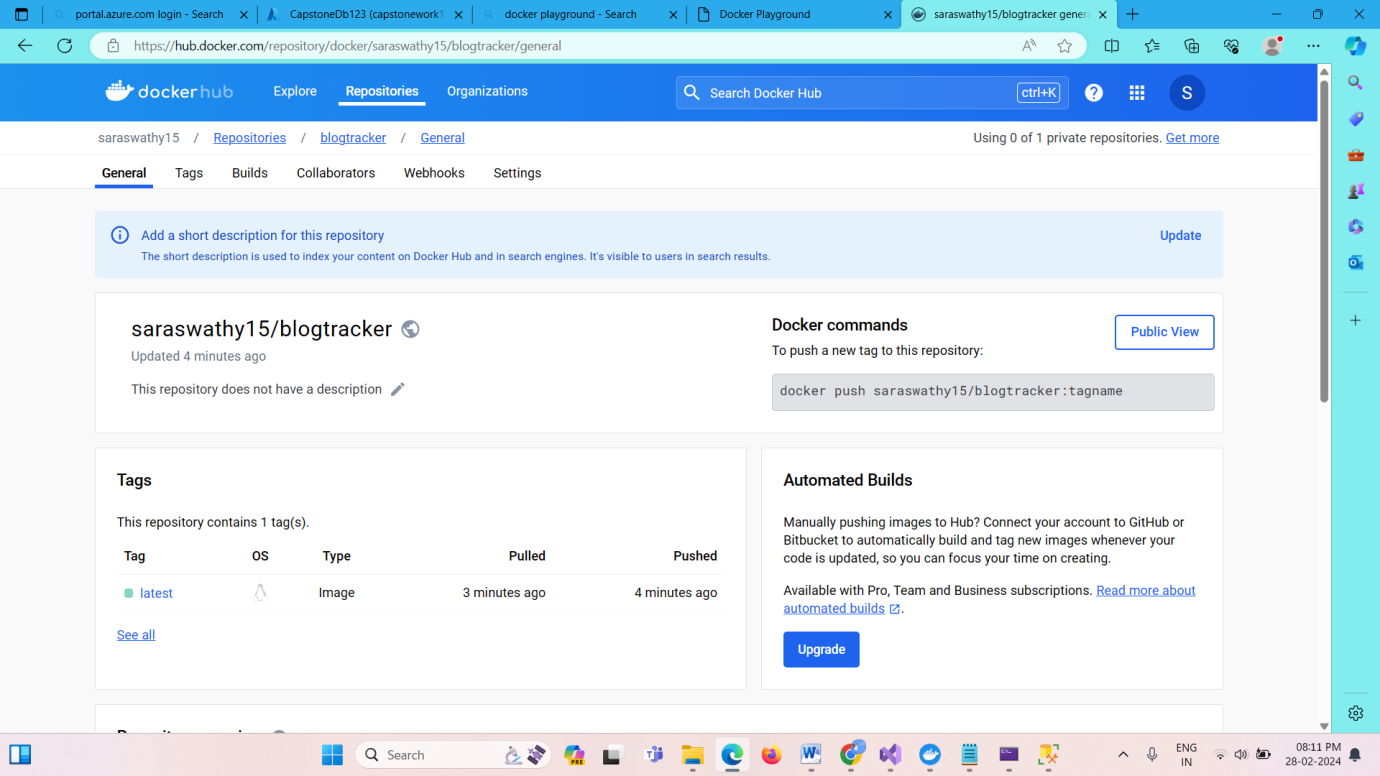 portal.azure.com login - Search
CapstoneDb123 (capstonework1
docker playground - Search
Docker Playground
saraswathy15/blogtracker genera
https://hub.docker.com/repository/docker/saraswathy15/blogtracker/general
docker hub
Explore
Repositories
Organizations
Search Docker Hub
ctrl+K
?
S
saraswathy15 / Repositories / blogtracker / General
Using 0 of 1 private repositories. Get more
General
Tags
Builds
Collaborators
Webhooks
Settings
Add a short description for this repository
Update
The short description is used to index your content on Docker Hub and in search engines. It's visible to users in search results.
saraswathy15/blogtracker
Updated 4 minutes ago
This repository does not have a description
Docker commands
Public View
To push a new tag to this repository:
docker push saraswathy15/blogtracker:tagname
Tags
This repository contains 1 tag(s).
Tag OS Type Pulled Pushed
latest Image 3 minutes ago 4 minutes ago
See all
Automated Builds
Manually pushing images to Hub? Connect your account to GitHub or
Bitbucket to automatically build and tag new images whenever your
code is updated, so you can focus your time on creating.
Available with Pro, Team and Business subscriptions. Read more about
automated builds.
Upgrade
Search
PRE
ENG
IN
08:11 PM
28-02-2024